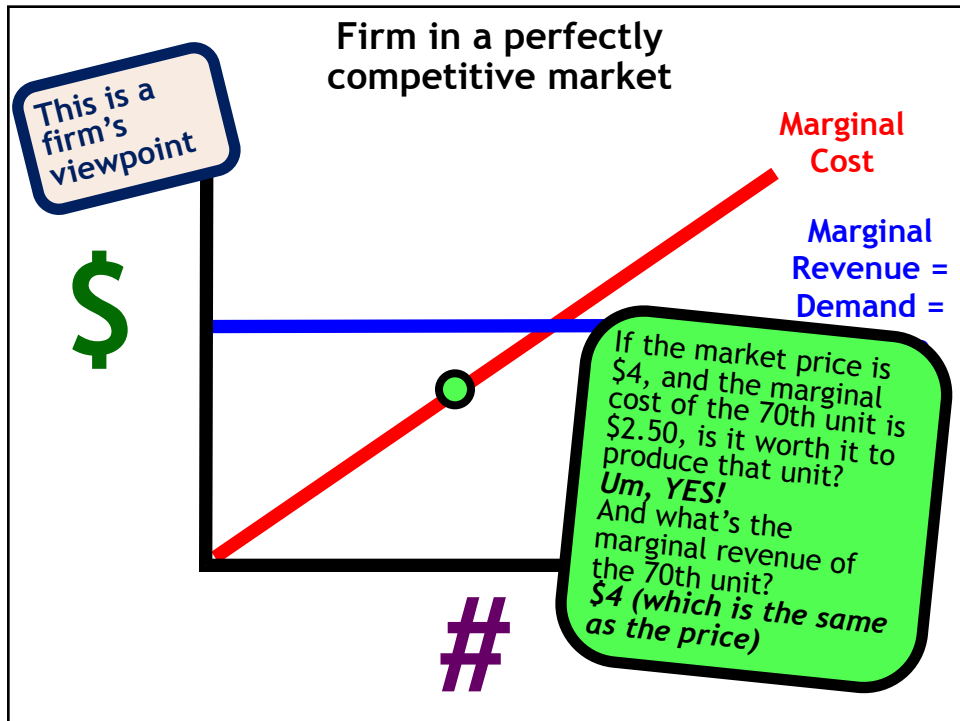 Firm in a perfectly
competitive market
This is a
firm's
viewpoint
Marginal
Cost
$
Marginal
Revenue =
Demand =
If the market price is
$4, and the marginal
cost of the 70th unit is
$2.50, is it worth it to
produce that unit?
Um, YES!
And what's the
marginal revenue of
the 70th unit?
$4 (which is the same
as the price)
#